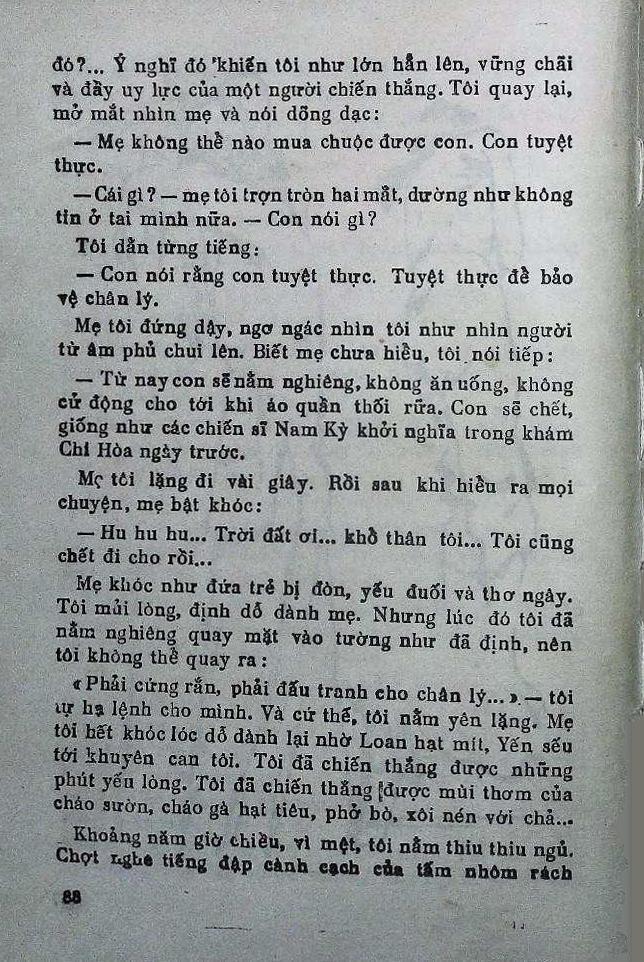 đó?... Ý nghĩ đó khiến tôi như lớn hẳn lên, vững chãi
và đầy uy lực của một người chiến thắng. Tôi quay lại,
mở mắt nhìn mẹ và nói dõng dạc:
— Mẹ không thể nào mua chuộc được con. Con tuyệt
thực.
— Cái gì? — mẹ tôi trợn tròn hai mắt, dường như không
tin ở tai mình nữa. — Con nói gì?
Tôi dằn từng tiếng:
— Con nói rằng con tuyệt thực. Tuyệt thực để bảo
vệ chân lý.
Mẹ tôi đứng dậy, ngơ ngác nhìn tôi như nhìn người
từ âm phủ chui lên. Biết mẹ chưa hiểu, tôi nói tiếp:
— Từ nay con sẽ nằm nghiêng, không ăn uống, không
cử động cho tới khi áo quần thối rữa. Con sẽ chết,
giống như các chiến sĩ Nam Kỳ khởi nghĩa trong khám
Chí Hòa ngày trước.
Mẹ tôi lặng đi vài giây. Rồi sau khi hiểu ra mọi
chuyện, mẹ bật khóc:
— Hu hu hu... Trời đất ơi... khổ thân tôi... Tôi cũng
chết đi cho rồi...
Mẹ khóc như đứa trẻ bị đòn, yếu đuối và thơ ngây.
Tôi mủi lòng, định dỗ dành mẹ. Nhưng lúc đó tôi đã
nằm nghiêng quay mặt vào tường như đã định, nên
tôi không thể quay ra:
« Phải cứng rắn, phải đấu tranh cho chân lý... ». — tôi
tự hạ lệnh cho mình. Và cứ thế, tôi nằm yên lặng. Mẹ
tôi hết khóc lóc dỗ dành lại nhờ Loan hạt mít, Yến sếu
tới khuyên can tôi. Tôi đã chiến thắng được những
phút yếu lòng. Tôi đã chiến thắng được mùi thơm của
cháo sườn, cháo gà hạt tiêu, phở bò, xôi nén với chả...
Khoảng năm giờ chiều, vì mệt, tôi nằm thiu thiu ngủ.
Chợt nghe tiếng đập cành cạch của tấm nhôm rách
88